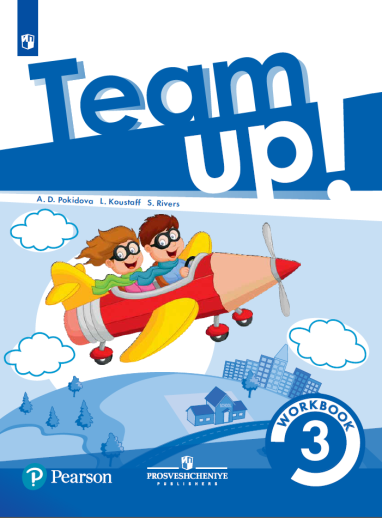 Team
up!
A. D. Pokidova L. Koustaff S. Rivers
WORKBOOK
3
Pearson
PROSVESHCHENIYE
PUBLISHERS